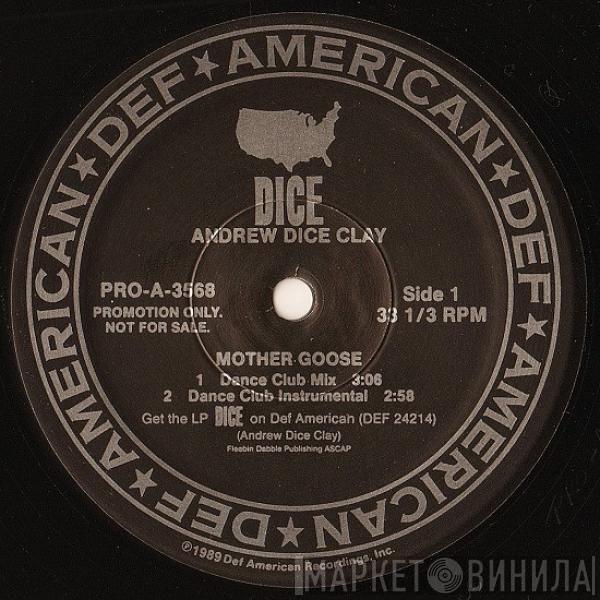 DEF ★ AMERICAN ★ DEF ★ AMERICAN ★ DEF ★ AMERICAN ★ DEF ★ AMERICAN ★
DICE
ANDREW DICE CLAY
PRO-A-3568
PROMOTION ONLY.
NOT FOR SALE.
Side 1
33 1/3 RPM
MOTHER GOOSE
1 Dance Club Mix 3:06
2 Dance Club Instrumental 2:58
Get the LP DICE on Def American (DEF 24214)
(Andrew Dice Clay)
Fleabin Dabble Publishing ASCAP
℗1989 Def American Recordings, Inc.
МАРКЕТ ВИНИЛА